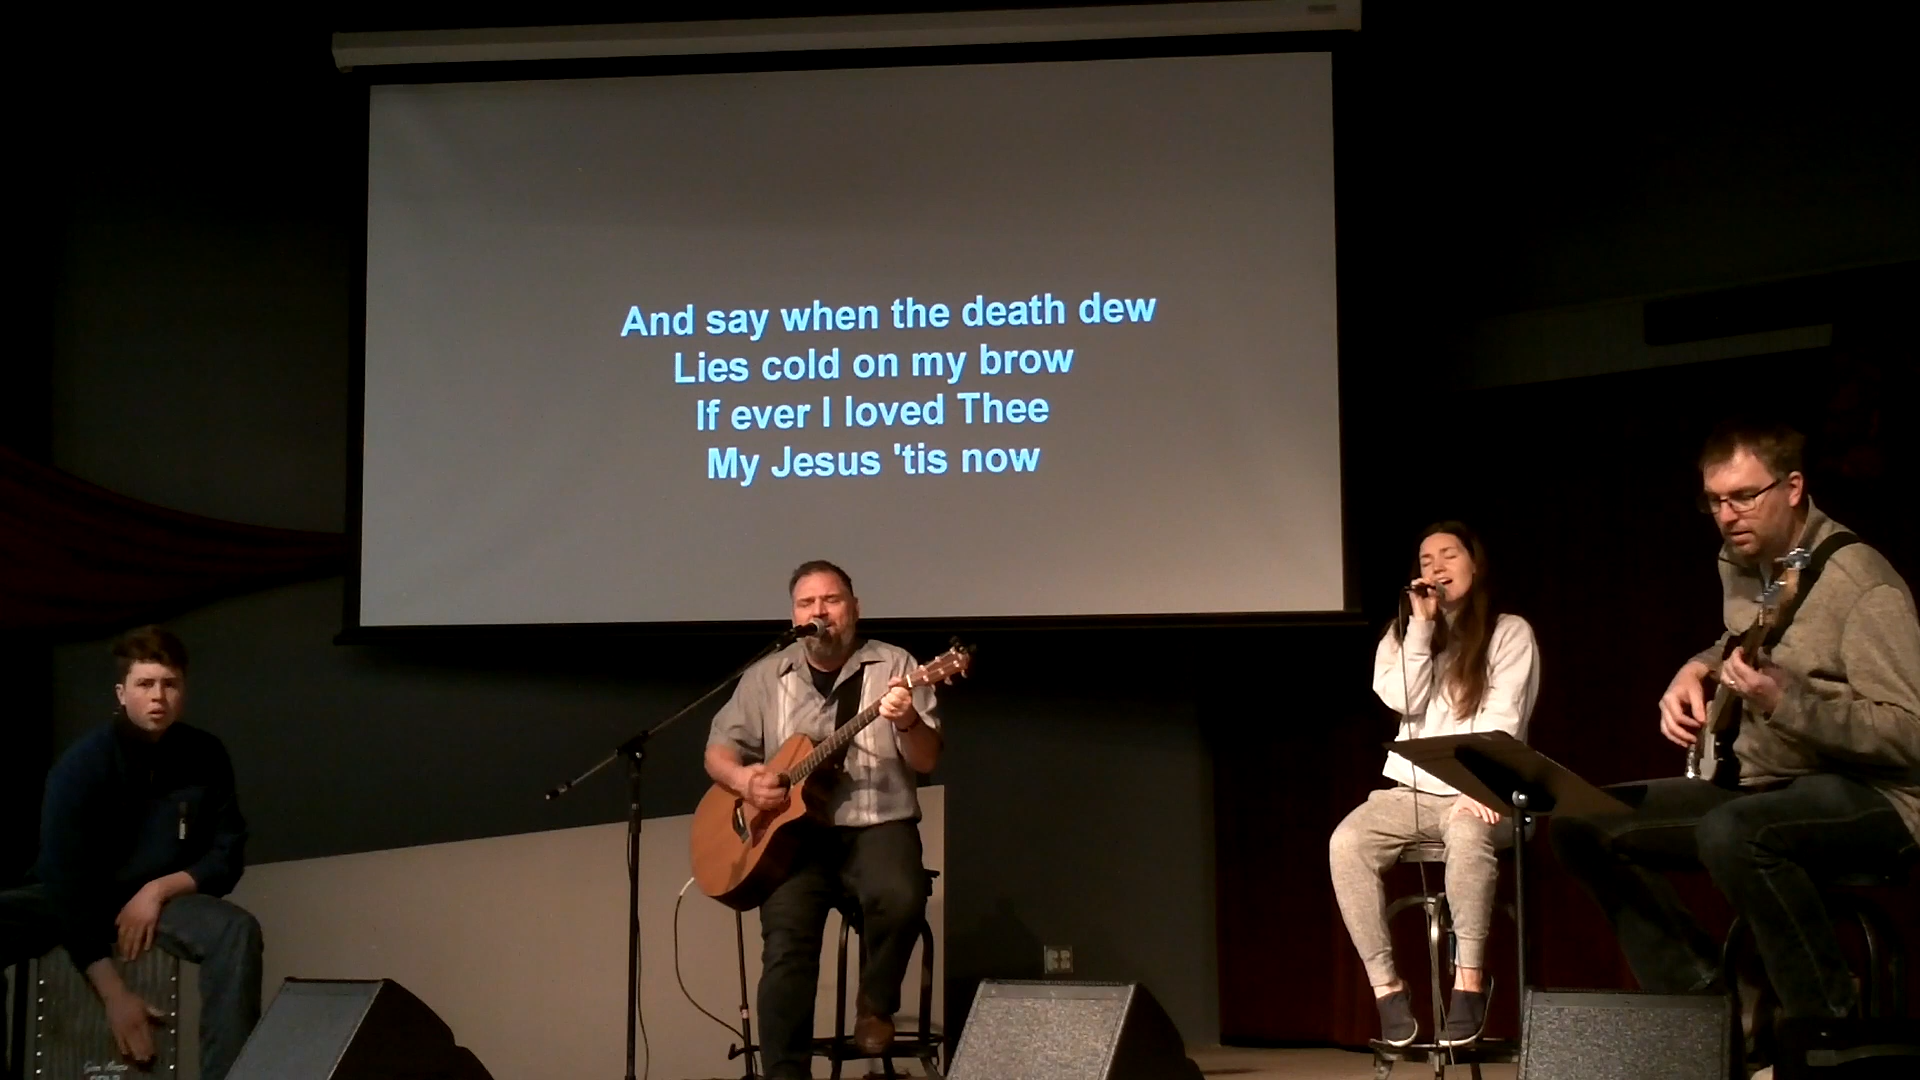 And say when the death dew
Lies cold on my brow
If ever I loved Thee
My Jesus 'tis now